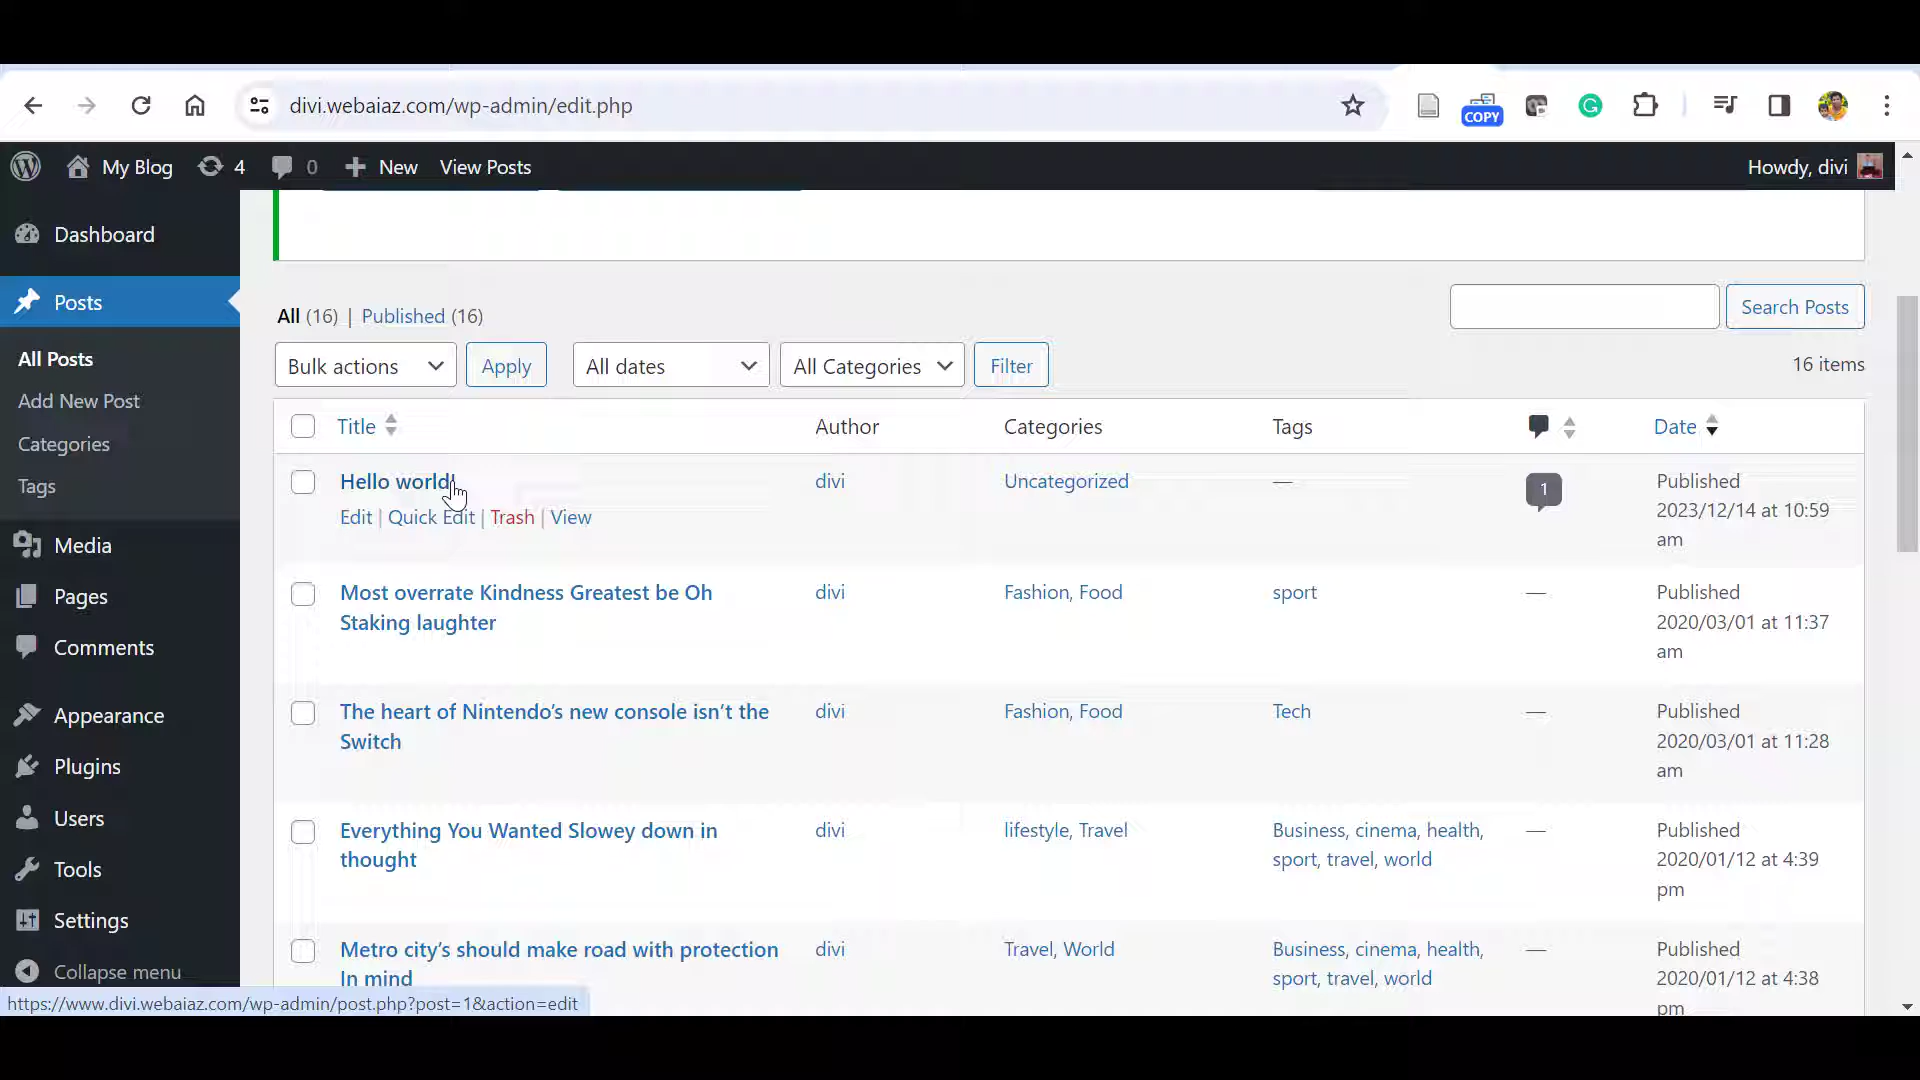 divi.webaiaz.com/wp-admin/edit.php
COPY
My Blog 4 0 New View Posts Howdy, divi
Dashboard
Posts
All Posts
Add New Post
Categories
Tags
Media
Pages
Comments
Appearance
Plugins
Users
Tools
Settings
Collapse menu
All (16) | Published (16)
Search Posts
Bulk actions Apply All dates All Categories Filter 16 items
Title Author Categories Tags Date
Hello world! divi Uncategorized — 1 Published
2023/12/14 at 10:59
am
Edit | Quick Edit | Trash | View
Most overrate Kindness Greatest be Oh divi Fashion, Food sport — Published
Staking laughter 2020/03/01 at 11:37
am
The heart of Nintendo’s new console isn’t the divi Fashion, Food Tech — Published
Switch 2020/03/01 at 11:28
am
Everything You Wanted Slowey down in divi lifestyle, Travel Business, cinema, health, — Published
thought sport, travel, world 2020/01/12 at 4:39
pm
Metro city’s should make road with protection divi Travel, World Business, cinema, health, — Published
In mind sport, travel, world 2020/01/12 at 4:38
pm
https://www.divi.webaiaz.com/wp-admin/post.php?post=1&action=edit